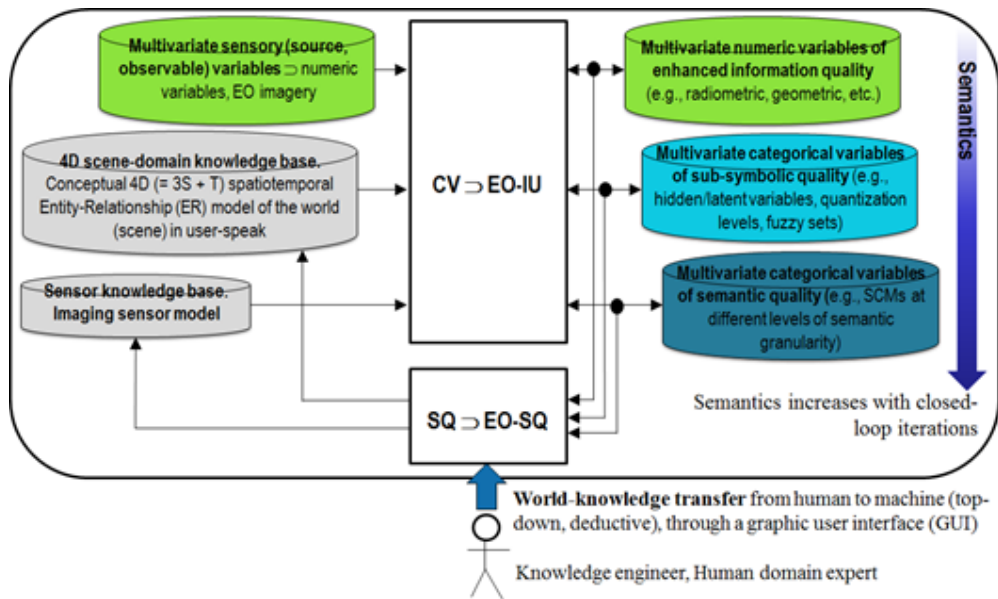 Multivariate sensory (source,
observable) variables ⊃ numeric
variables, EO imagery
4D scene-domain knowledge base.
Conceptual 4D (= 3S + T) spatiotemporal
Entity-Relationship (ER) model of the world
(scene) in user-speak
Sensor knowledge base.
Imaging sensor model
CV ⊃ EO-IU
SQ ⊃ EO-SQ
Multivariate numeric variables of
enhanced information quality
(e.g., radiometric, geometric, etc.)
Multivariate categorical variables
of sub-symbolic quality (e.g.,
hidden/latent variables, quantization
levels, fuzzy sets)
Multivariate categorical variables
of semantic quality (e.g., SCMs at
different levels of semantic
granularity)
Semantics
Semantics increases with closed-
loop iterations
World-knowledge transfer from human to machine (top-
down, deductive), through a graphic user interface (GUI)
Knowledge engineer, Human domain expert